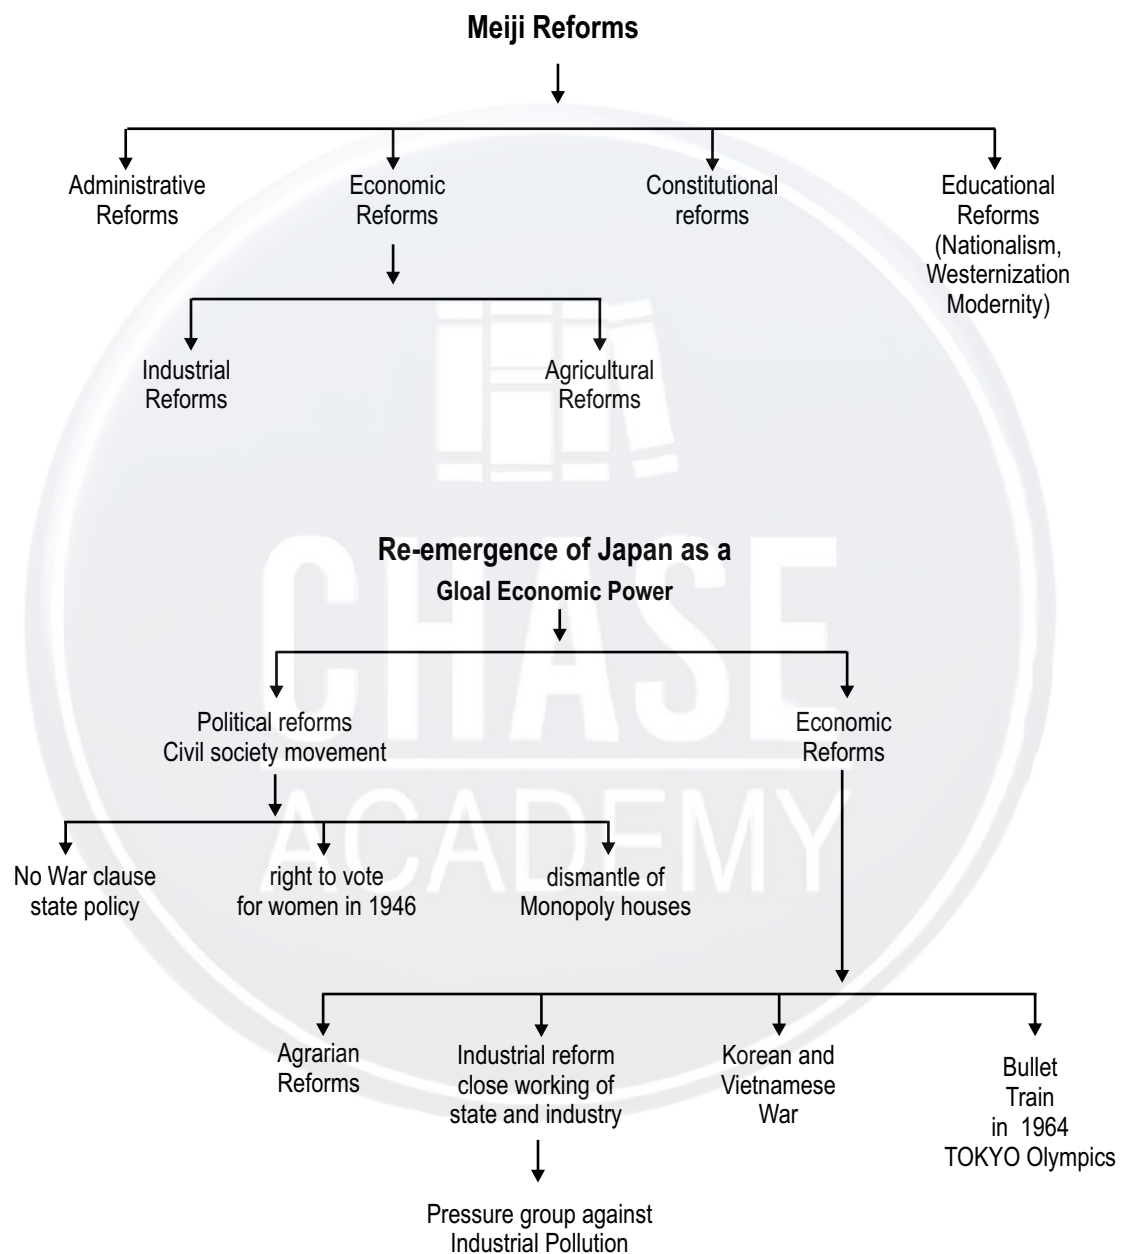 Meiji Reforms
Administrative
Reforms
Economic
Reforms
Constitutional
reforms
Educational
Reforms
(Nationalism,
Westernization
Modernity)
Industrial
Reforms
Agricultural
Reforms
Re-emergence of Japan as a
Gloal Economic Power
Political reforms
Civil society movement
Economic
Reforms
No War clause
state policy
right to vote
for women in 1946
dismantle of
Monopoly houses
Agrarian
Reforms
Industrial reform
close working of
state and industry
Korean and
Vietnamese
War
Bullet
Train
in 1964
TOKYO Olympics
Pressure group against
Industrial Pollution
CHASE
ACADEMY